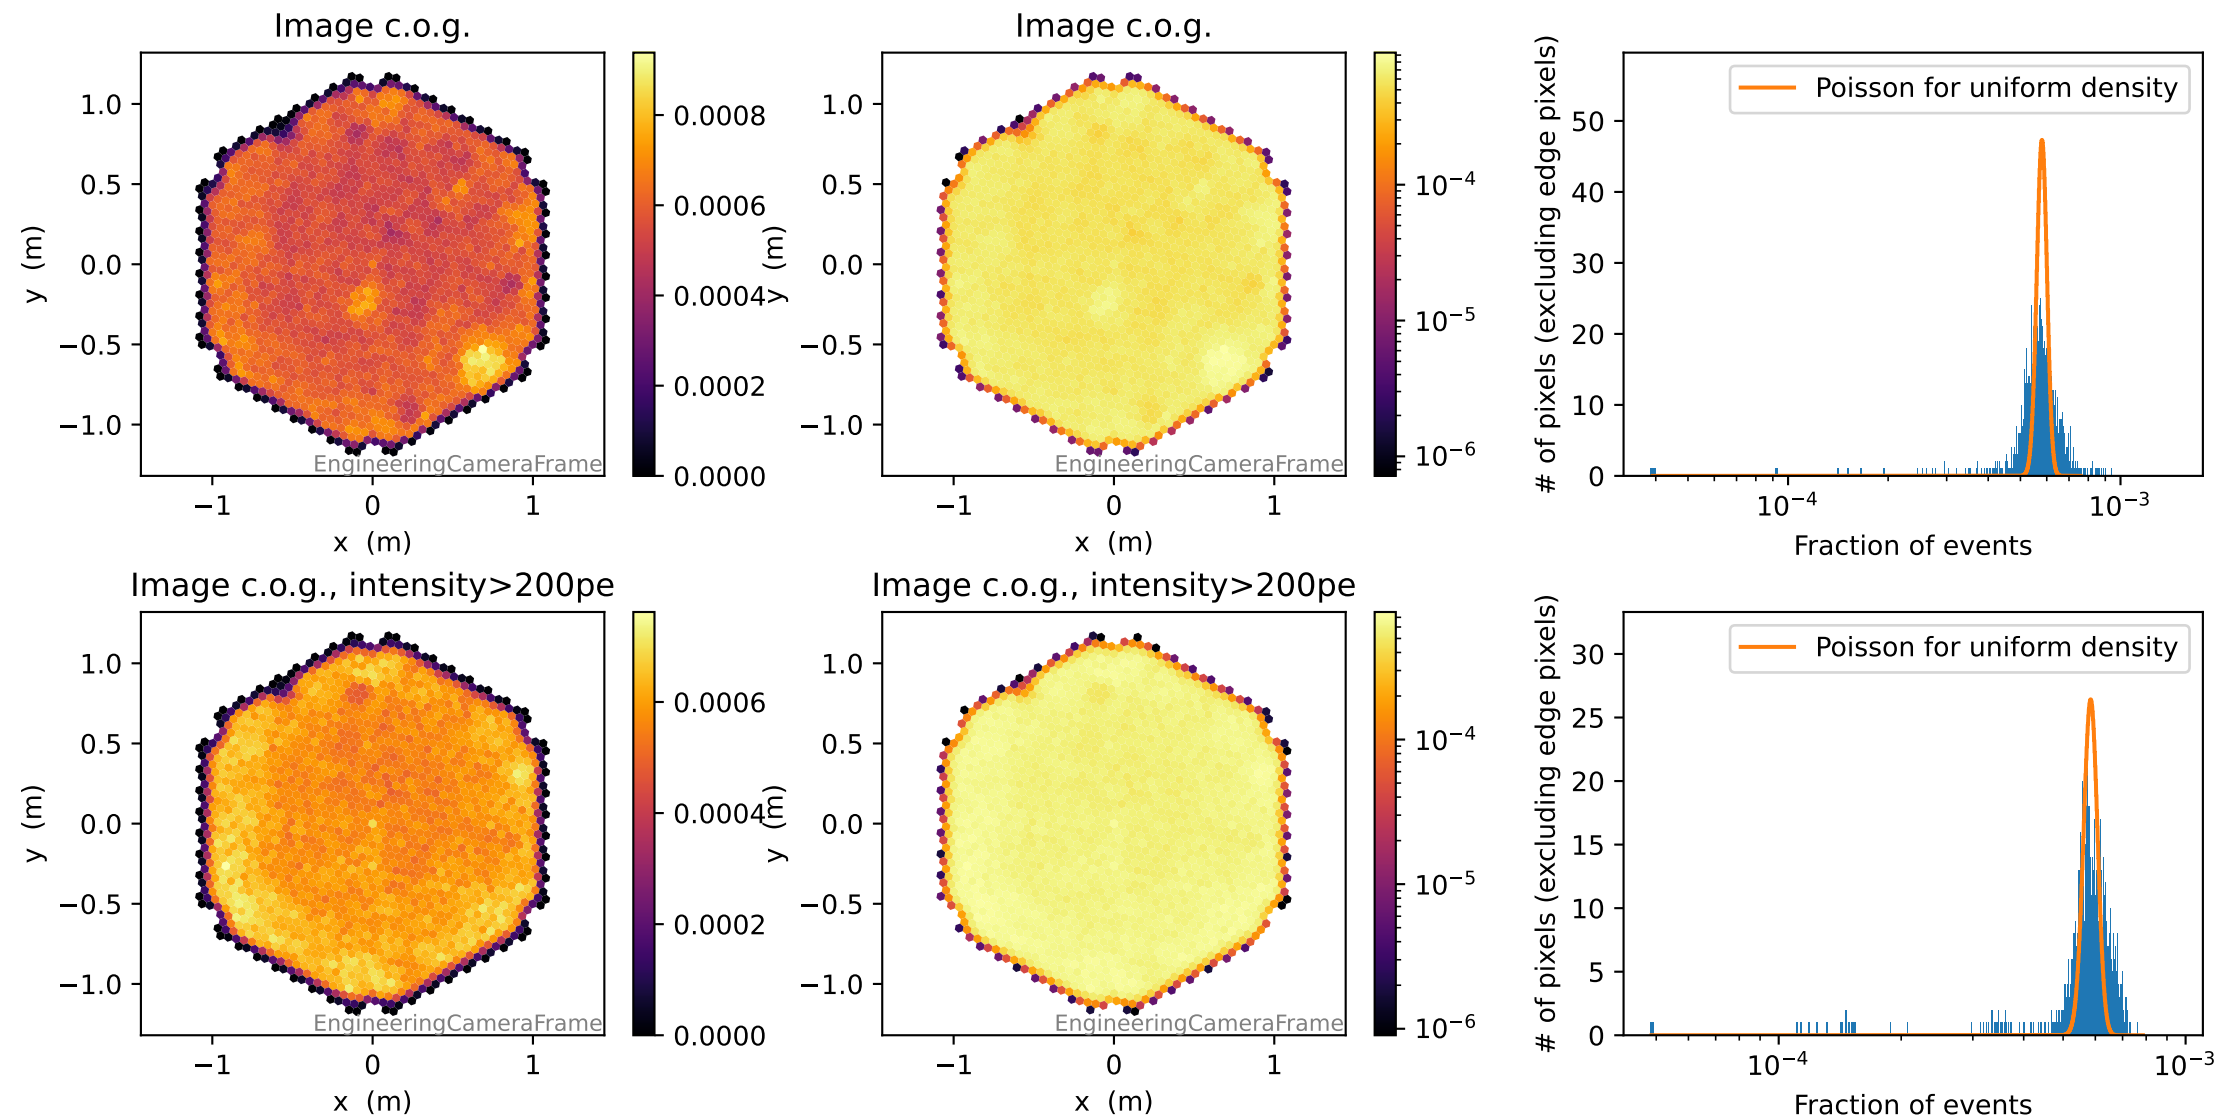 Image c.o.g.
y (m)
1.0
0.5
0.0
−0.5
−1.0
EngineeringCameraFrame
−1 0 1
x (m)
0.0008
0.0006
0.0004
0.0002
0.0000
Image c.o.g.
y (m)
1.0
0.5
0.0
−0.5
−1.0
EngineeringCameraFrame
−1 0 1
x (m)
10⁻⁴
10⁻⁵
10⁻⁶
# of pixels (excluding edge pixels)
Poisson for uniform density
50
40
30
20
10
0
10⁻⁴ 10⁻³
Fraction of events
Image c.o.g., intensity>200pe
y (m)
1.0
0.5
0.0
−0.5
−1.0
EngineeringCameraFrame
−1 0 1
x (m)
0.0006
0.0004
0.0002
0.0000
Image c.o.g., intensity>200pe
y (m)
1.0
0.5
0.0
−0.5
−1.0
EngineeringCameraFrame
−1 0 1
x (m)
10⁻⁴
10⁻⁵
10⁻⁶
# of pixels (excluding edge pixels)
Poisson for uniform density
30
25
20
15
10
5
0
10⁻⁴ 10⁻³
Fraction of events